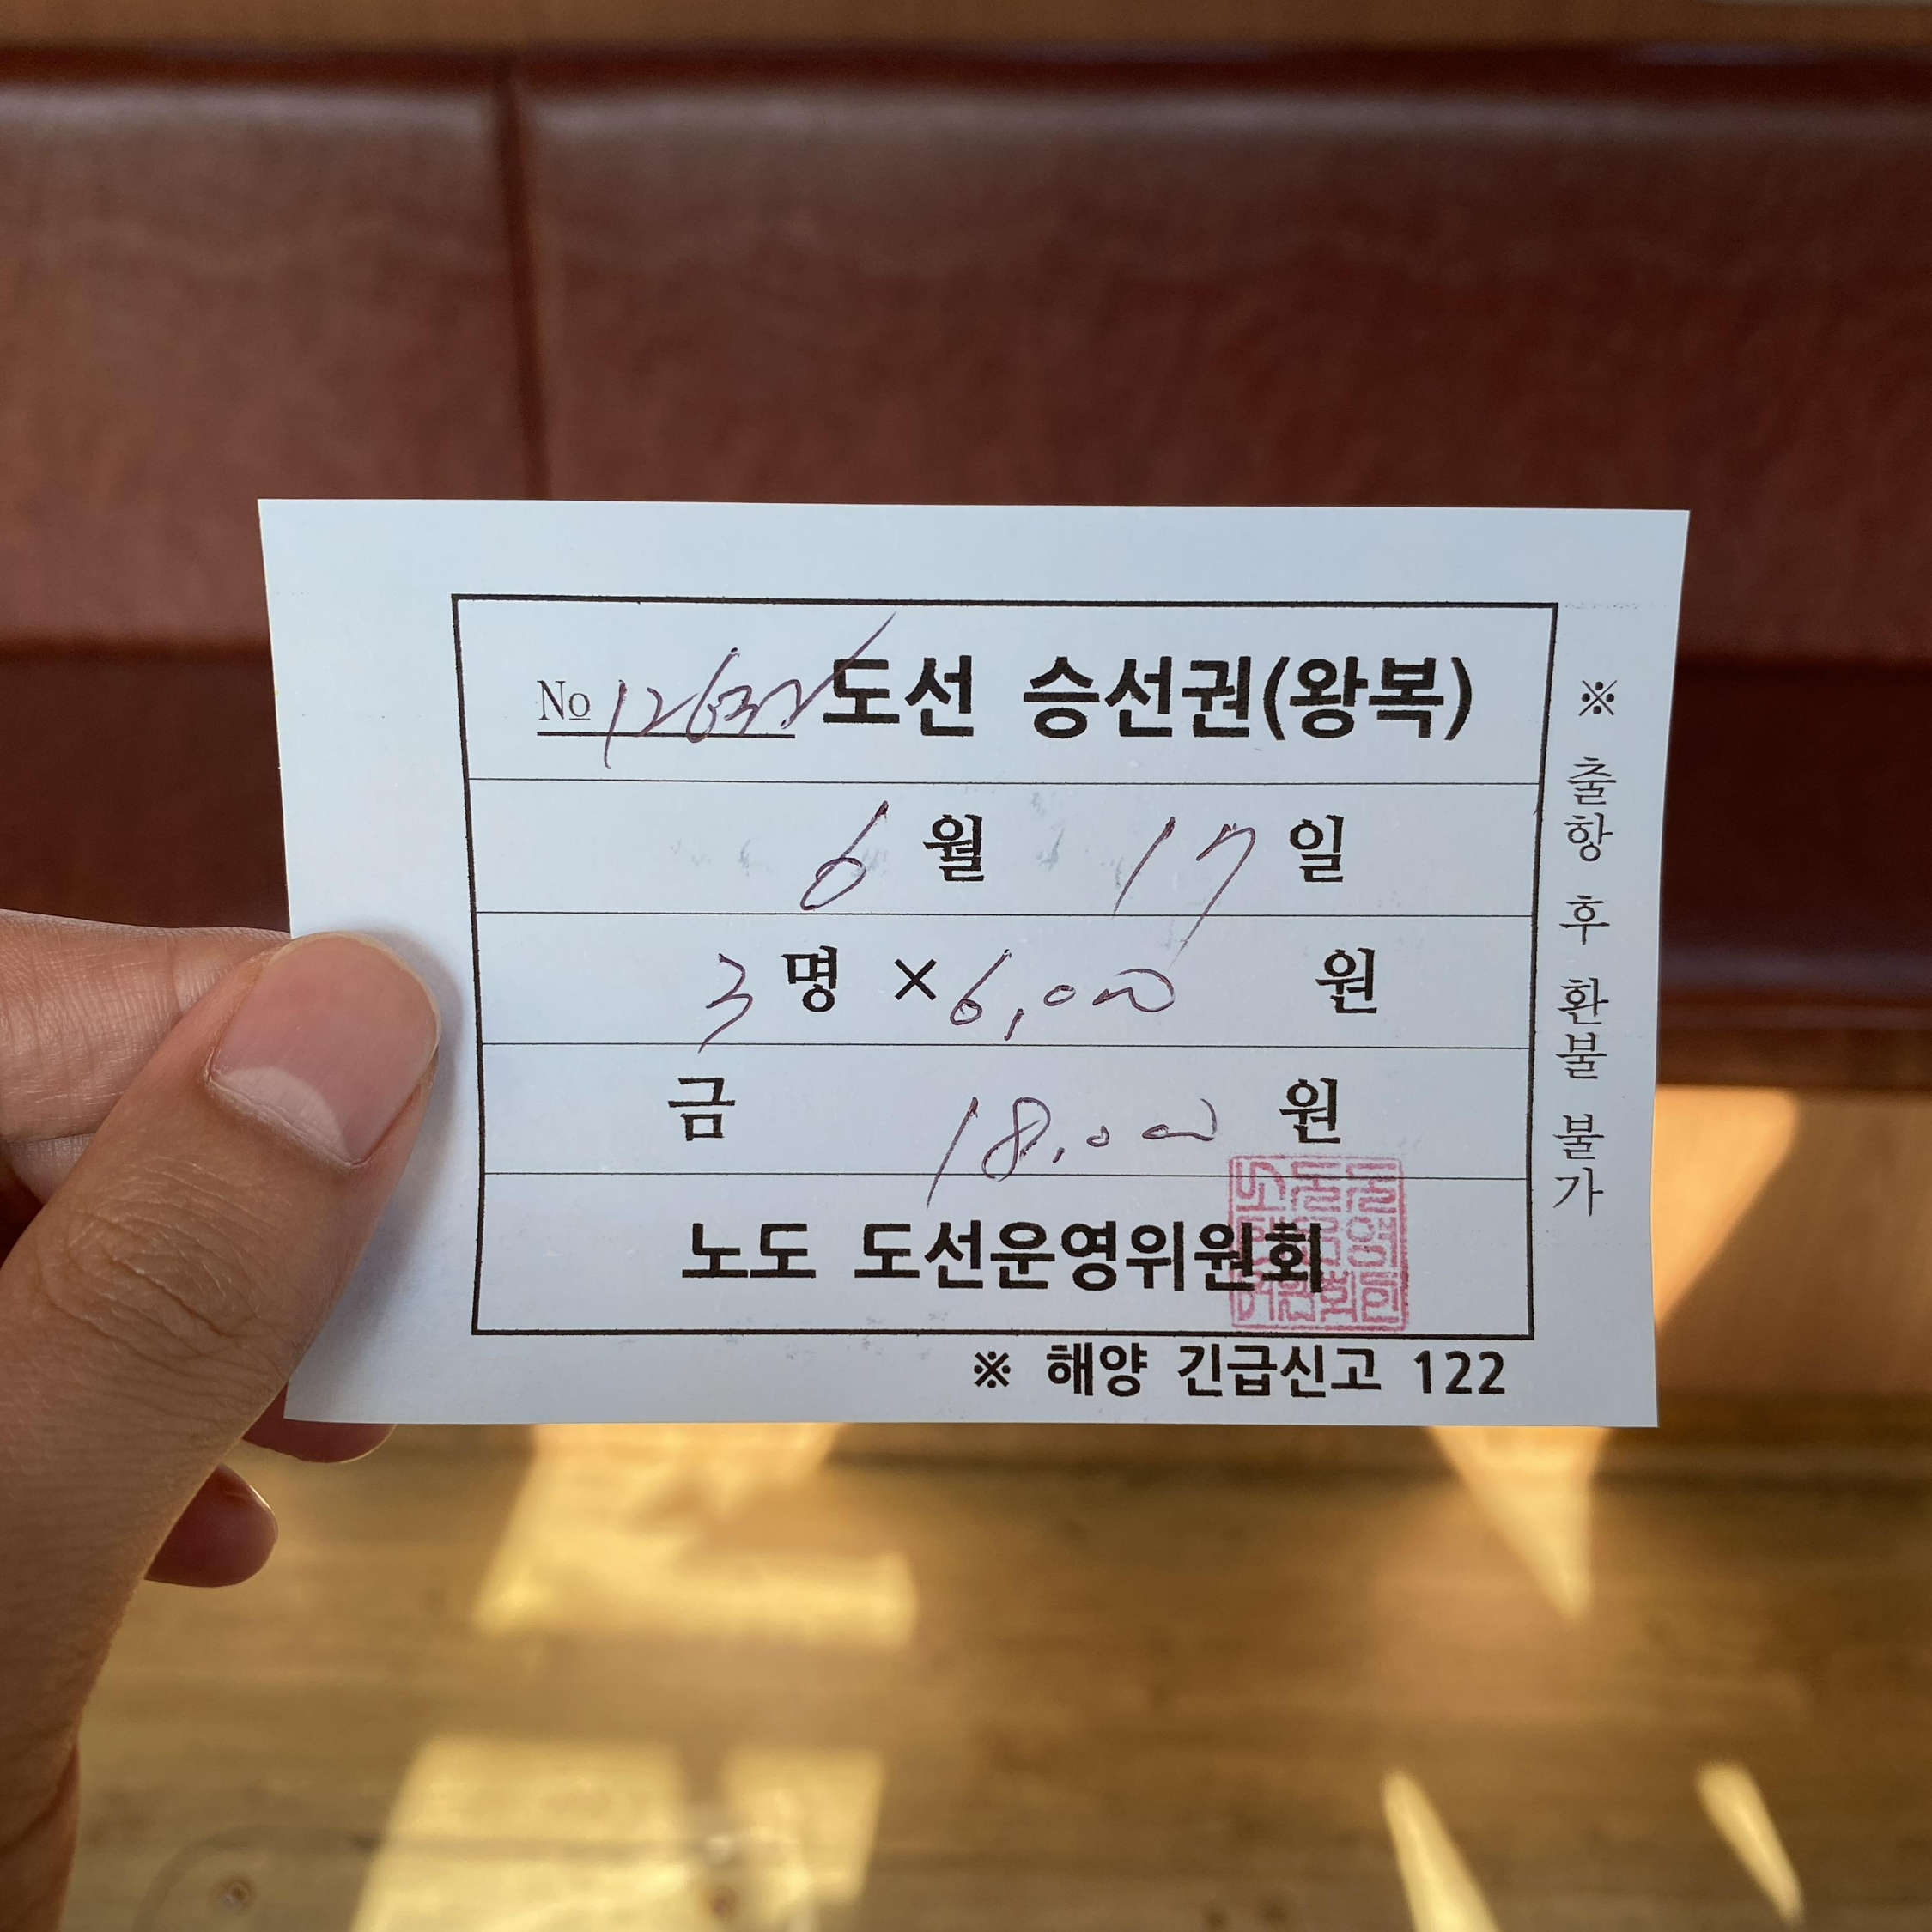 No 12632 도선 승선권(왕복)
6 월 17 일
3 명 × 6,000 원
금 18,000 원
노도 도선운영위원회
※ 해양 긴급신고 122
※ 출항 후 환불 불가